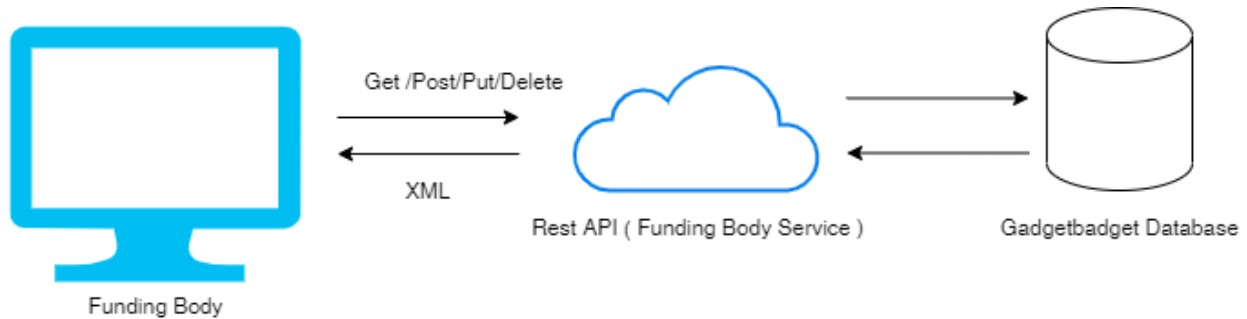 Get /Post/Put/Delete
XML
Rest API ( Funding Body Service )
Gadgetbadget Database
Funding Body